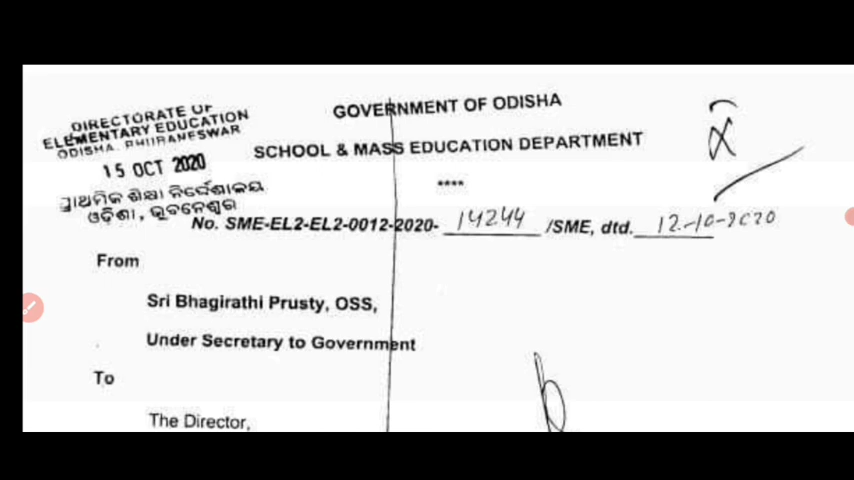 DIRECTORATE OF
ELEMENTARY EDUCATION
ODISHA, BHUBANESWAR
15 OCT 2020
ପ୍ରାଥମିକ ଶିକ୍ଷା ନିର୍ଦ୍ଦେଶାଳୟ
ଓଡ଼ିଶା, ଭୁବନେଶ୍ୱର
GOVERNMENT OF ODISHA
SCHOOL & MASS EDUCATION DEPARTMENT
****
No. SME-EL2-EL2-0012-2020- 14244 /SME, dtd. 12-10-2020
From
Sri Bhagirathi Prusty, OSS,
Under Secretary to Government
To
The Director,